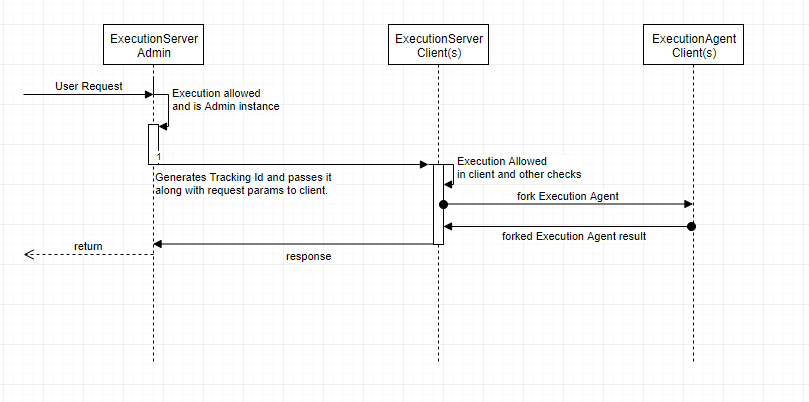 ExecutionServer
Admin
ExecutionServer
Client(s)
ExecutionAgent
Client(s)
User Request
Execution allowed
and is Admin instance
1
Generates Tracking Id and passes it
along with request params to client.
Execution Allowed
in client and other checks
fork Execution Agent
forked Execution Agent result
return
response